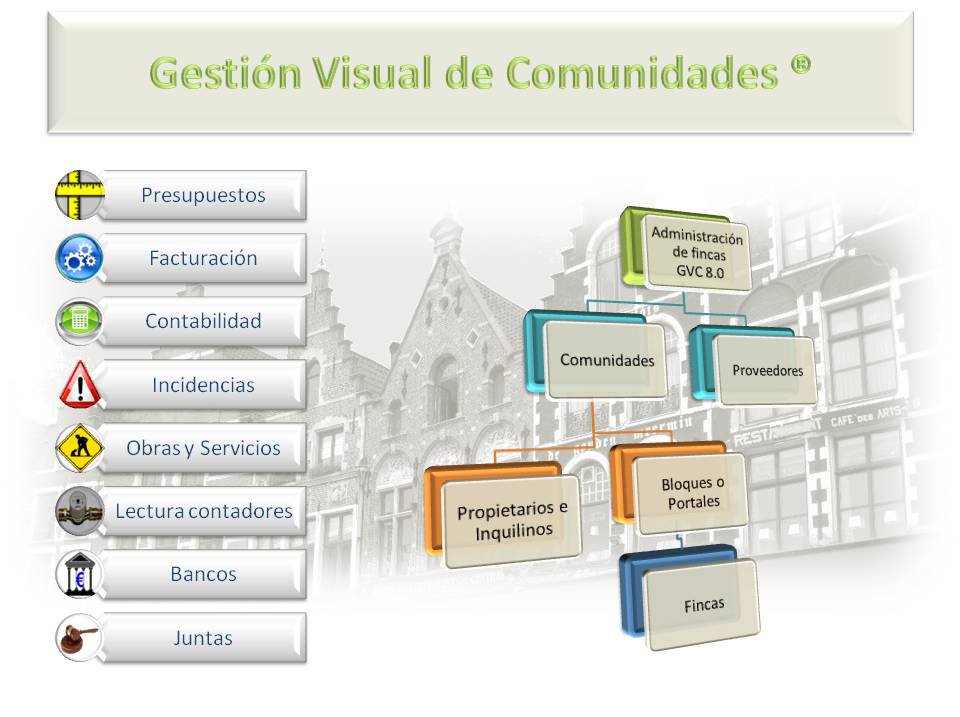 Gestión Visual de Comunidades ®
Presupuestos
Facturación
Contabilidad
Incidencias
Obras y Servicios
Lectura contadores
Bancos
Juntas
Administración
de fincas
GVC 8.0
Comunidades
Proveedores
Propietarios e
Inquilinos
Bloques o
Portales
Fincas
RESTAURANT CAFE DES ARTS